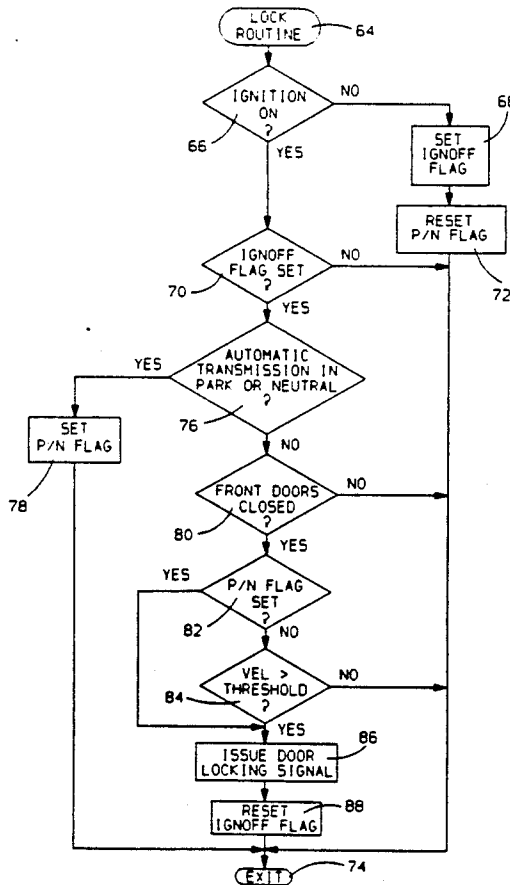 LOCK
ROUTINE
64
IGNITION
ON
?
66
NO
YES
68
SET
IGNOFF
FLAG
RESET
P/N FLAG
72
IGNOFF
FLAG SET
?
70
NO
YES
AUTOMATIC
TRANSMISSION IN
PARK OR NEUTRAL
?
76
YES
NO
SET
P/N FLAG
78
FRONT DOORS
CLOSED
?
80
NO
YES
P/N FLAG
SET
?
82
YES
NO
VEL >
THRESHOLD
?
84
NO
YES
ISSUE DOOR
LOCKING SIGNAL
86
RESET
IGNOFF FLAG
88
EXIT
74